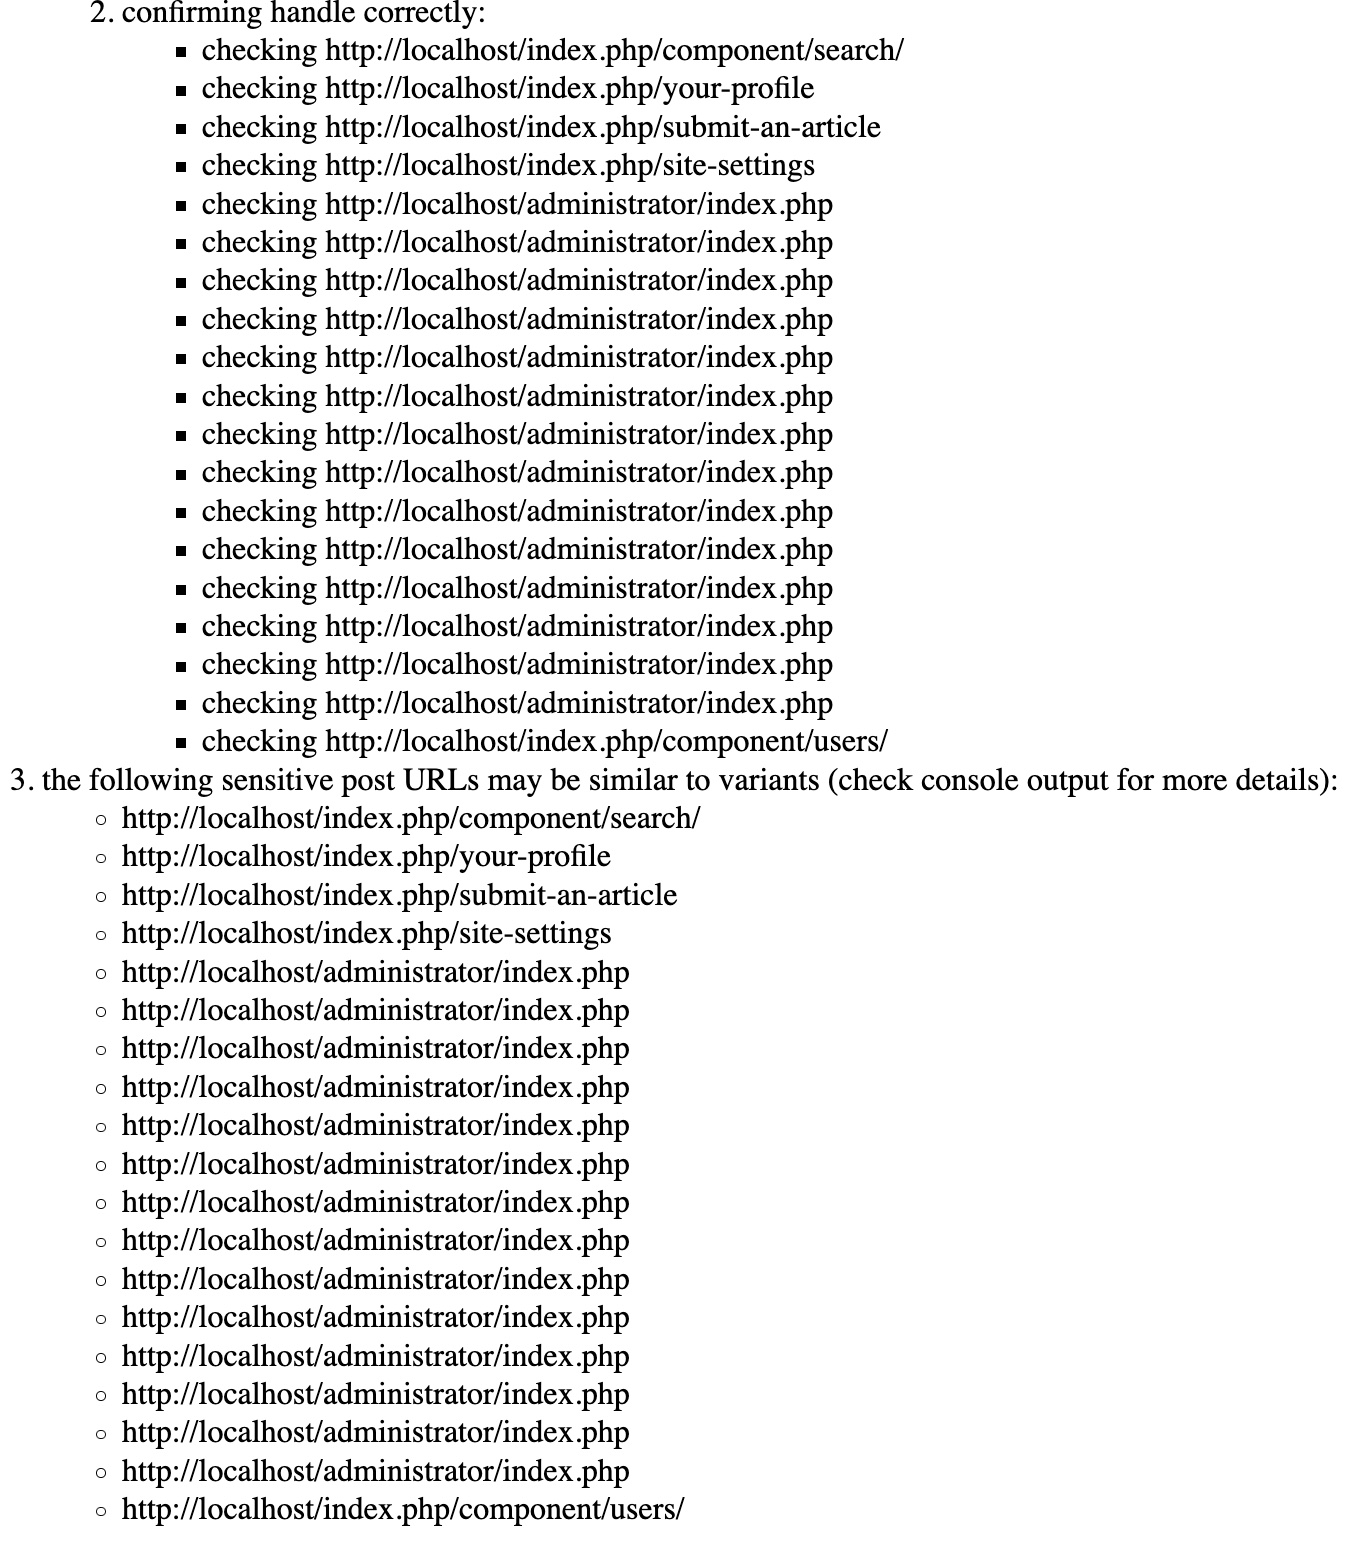 2. confirming handle correctly:
checking http://localhost/index.php/component/search/
checking http://localhost/index.php/your-profile
checking http://localhost/index.php/submit-an-article
checking http://localhost/index.php/site-settings
checking http://localhost/administrator/index.php
checking http://localhost/administrator/index.php
checking http://localhost/administrator/index.php
checking http://localhost/administrator/index.php
checking http://localhost/administrator/index.php
checking http://localhost/administrator/index.php
checking http://localhost/administrator/index.php
checking http://localhost/administrator/index.php
checking http://localhost/administrator/index.php
checking http://localhost/administrator/index.php
checking http://localhost/administrator/index.php
checking http://localhost/administrator/index.php
checking http://localhost/administrator/index.php
checking http://localhost/administrator/index.php
checking http://localhost/index.php/component/users/
3. the following sensitive post URLs may be similar to variants (check console output for more details):
http://localhost/index.php/component/search/
http://localhost/index.php/your-profile
http://localhost/index.php/submit-an-article
http://localhost/index.php/site-settings
http://localhost/administrator/index.php
http://localhost/administrator/index.php
http://localhost/administrator/index.php
http://localhost/administrator/index.php
http://localhost/administrator/index.php
http://localhost/administrator/index.php
http://localhost/administrator/index.php
http://localhost/administrator/index.php
http://localhost/administrator/index.php
http://localhost/administrator/index.php
http://localhost/administrator/index.php
http://localhost/administrator/index.php
http://localhost/administrator/index.php
http://localhost/administrator/index.php
http://localhost/index.php/component/users/